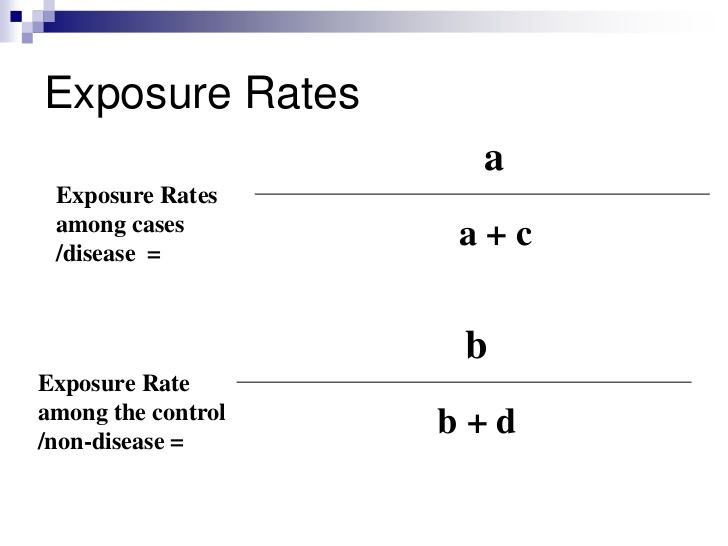 Exposure Rates
a
Exposure Rates
among cases
/disease =
a + c
b
Exposure Rate
among the control
/non-disease =
b + d